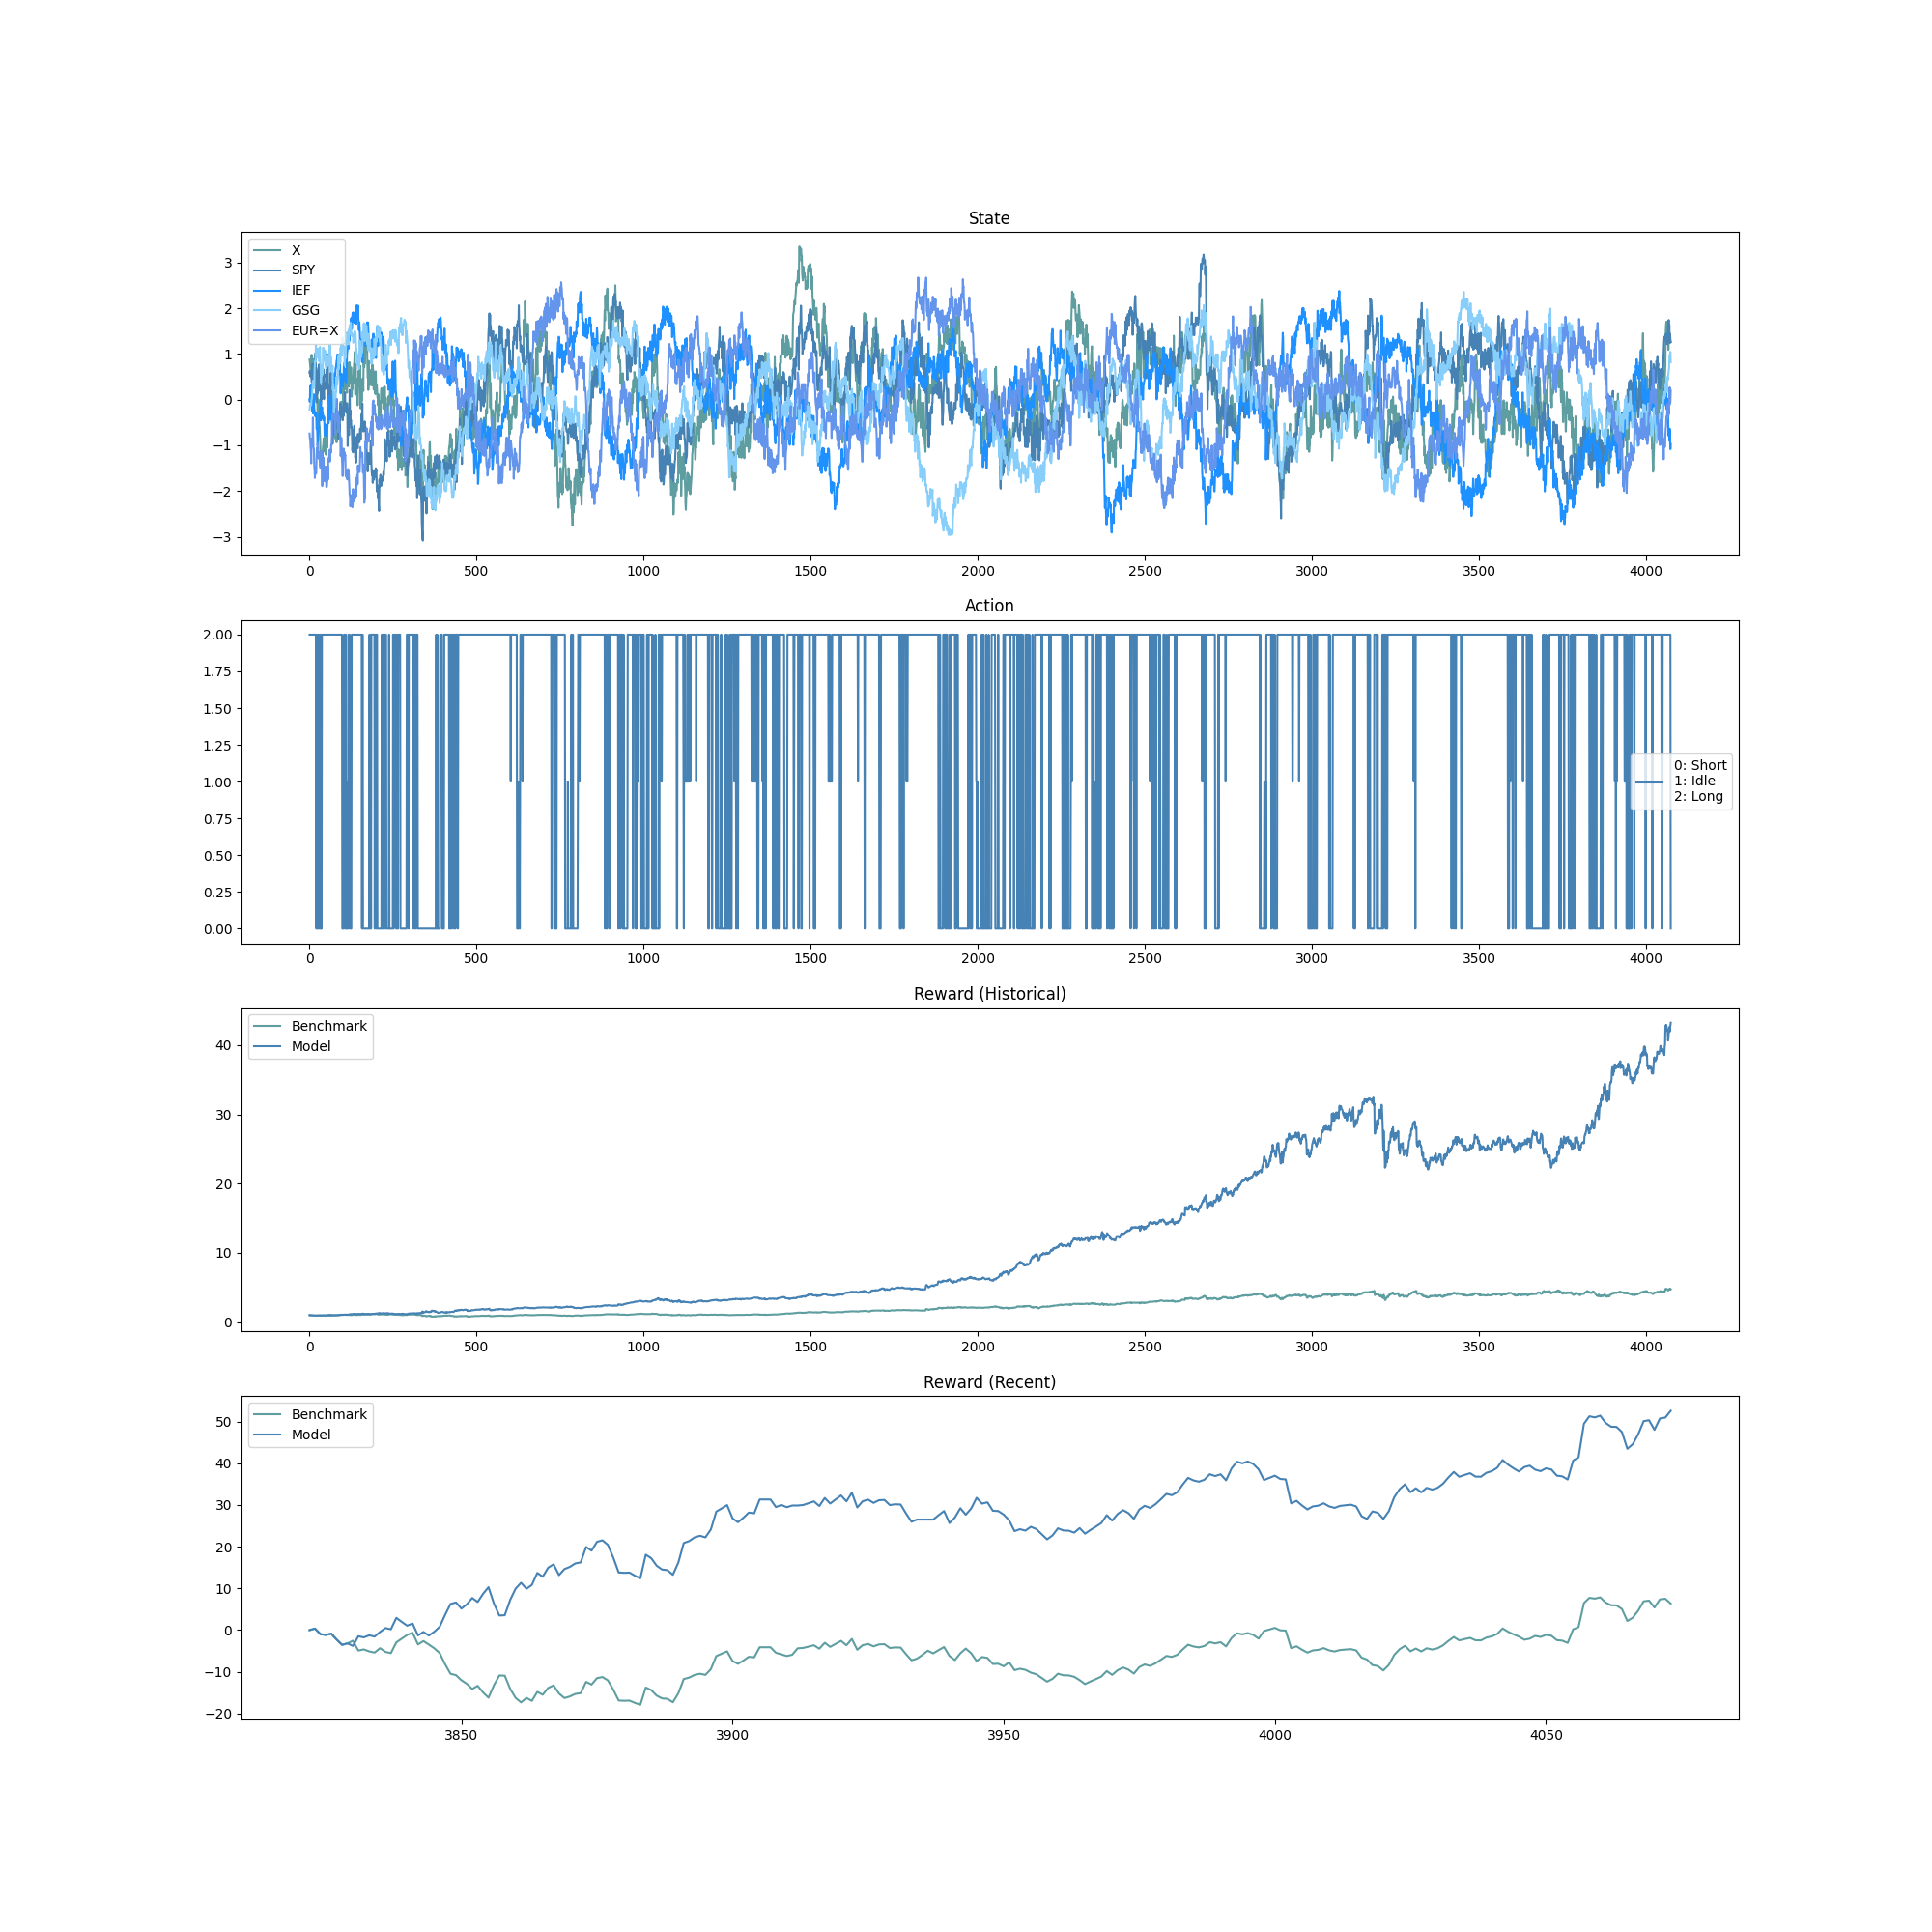 State
3
2
1
0
−1
−2
−3
X
SPY
IEF
GSG
EUR=X
0 500 1000 1500 2000 2500 3000 3500 4000
Action
2.00
1.75
1.50
1.25
1.00
0.75
0.50
0.25
0.00
0: Short
1: Idle
2: Long
0 500 1000 1500 2000 2500 3000 3500 4000
Reward (Historical)
40
30
20
10
0
Benchmark
Model
0 500 1000 1500 2000 2500 3000 3500 4000
Reward (Recent)
50
40
30
20
10
0
−10
−20
Benchmark
Model
3850 3900 3950 4000 4050